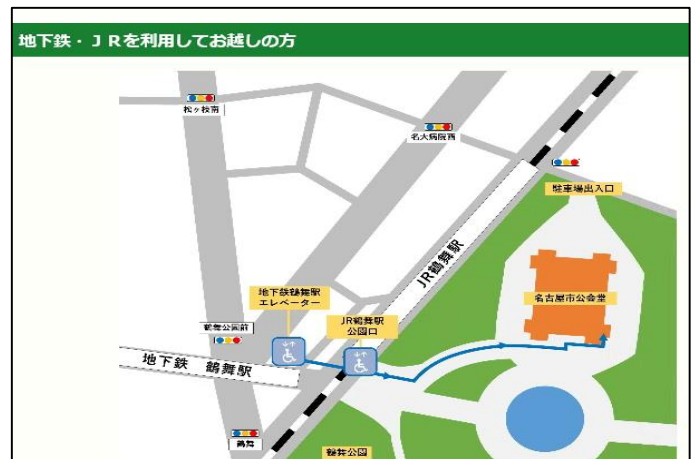 地下鉄・ＪＲを利用してお越しの方
松ヶ枝南
名大病院西
駐車場出入口
JR鶴舞駅
地下鉄鶴舞駅
エレベーター
名古屋市公会堂
JR鶴舞駅
公園口
鶴舞公園前
地下鉄　鶴舞駅
鶴舞
鶴舞公園